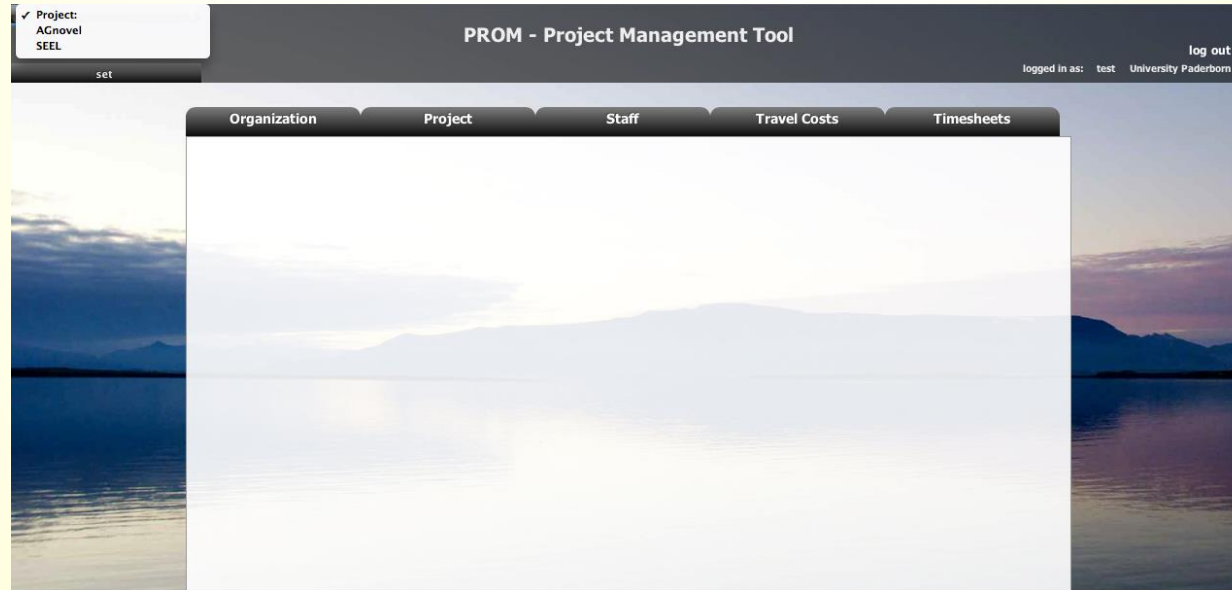 ✓ Project:
AGnovel
SEEL
set
PROM - Project Management Tool
log out
logged in as: test University Paderborn
Organization Project Staff Travel Costs Timesheets